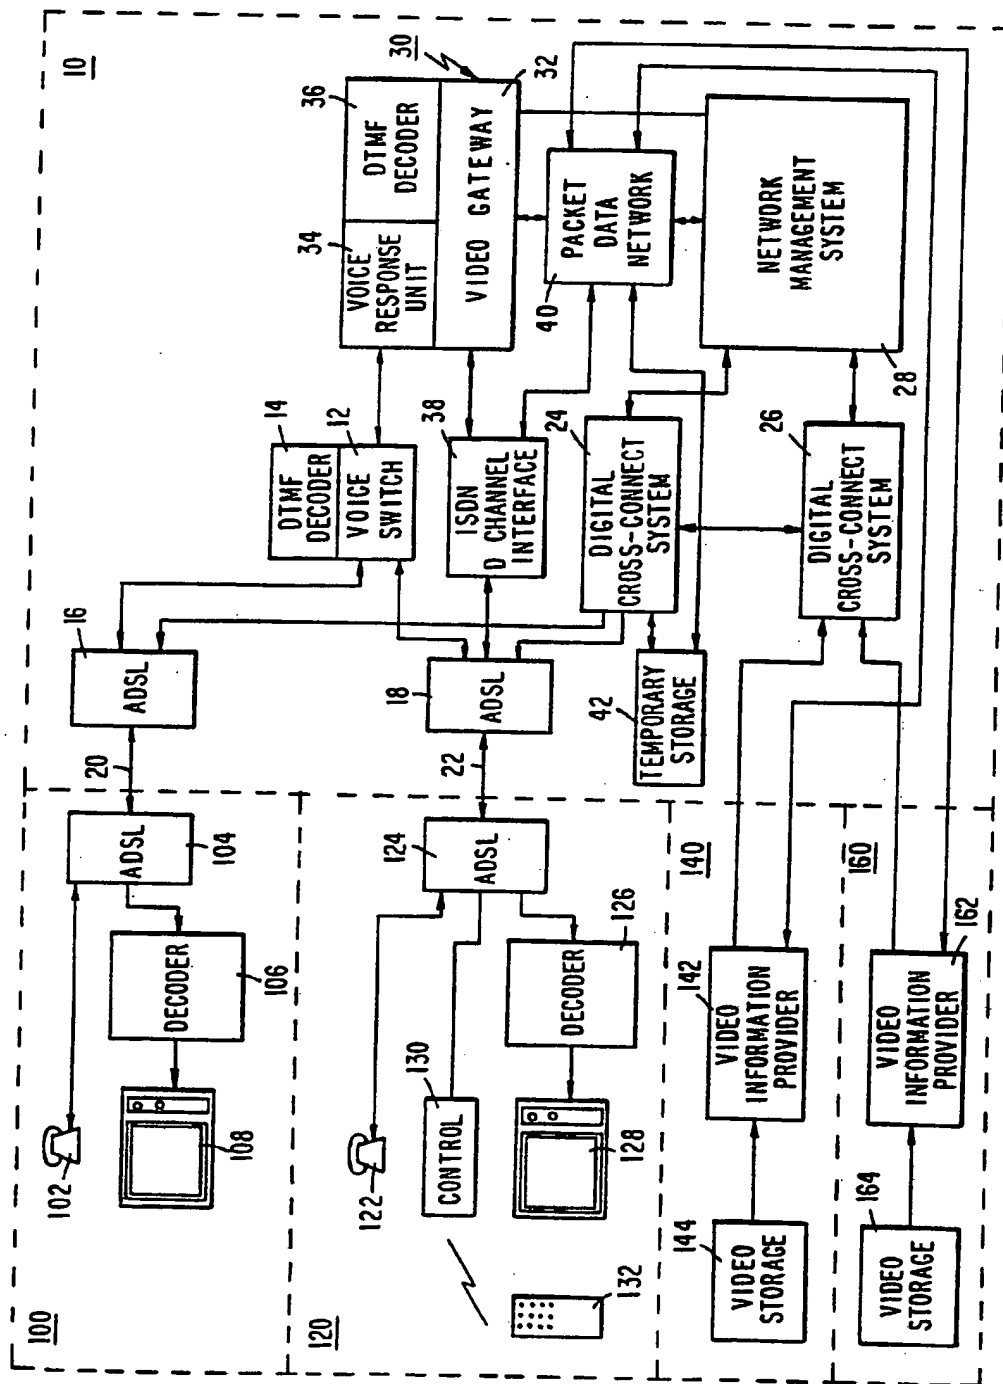 10
36
DTMF
DECODER
30
32
34
VOICE
RESPONSE
UNIT
VIDEO GATEWAY
PACKET
DATA
NETWORK
40
NETWORK
MANAGEMENT
SYSTEM
28
14
DTMF
DECODER
12
VOICE
SWITCH
38
ISDN
D CHANNEL
INTERFACE
24
DIGITAL
CROSS-CONNECT
SYSTEM
26
DIGITAL
CROSS-CONNECT
SYSTEM
16
ADSL
18
ADSL
42
TEMPORARY
STORAGE
20
22
ADSL
104
124
ADSL
140
160
DECODER
106
126
DECODER
142
VIDEO
INFORMATION
PROVIDER
162
VIDEO
INFORMATION
PROVIDER
102
108
122
130
CONTROL
128
144
VIDEO
STORAGE
164
VIDEO
STORAGE
132
100
120